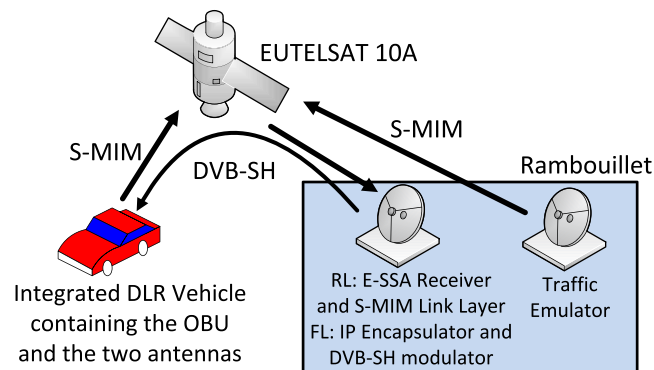 EUTELSAT 10A
S-MIM
S-MIM
DVB-SH
Rambouillet
Integrated DLR Vehicle
containing the OBU
and the two antennas
RL: E-SSA Receiver
and S-MIM Link Layer
FL: IP Encapsulator and
DVB-SH modulator
Traffic
Emulator